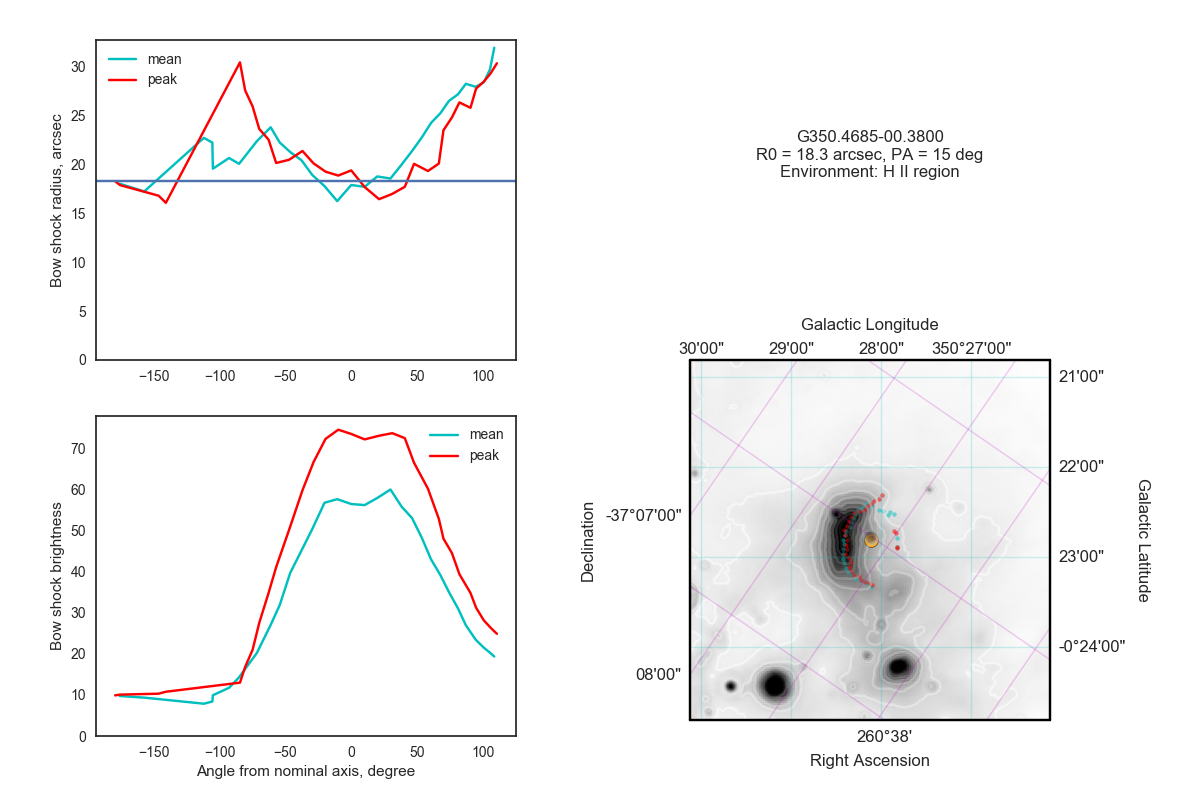 mean
peak
30
25
20
15
10
5
0
Bow shock radius, arcsec
−150
−100
−50
0
50
100
G350.4685-00.3800
R0 = 18.3 arcsec, PA = 15 deg
Environment: H II region
mean
peak
70
60
50
40
30
20
10
0
Bow shock brightness
−150
−100
−50
0
50
100
Angle from nominal axis, degree
Galactic Longitude
30'00"
29'00"
28'00"
350°27'00"
21'00"
22'00"
23'00"
-0°24'00"
Galactic Latitude
-37°07'00"
08'00"
Declination
260°38'
Right Ascension